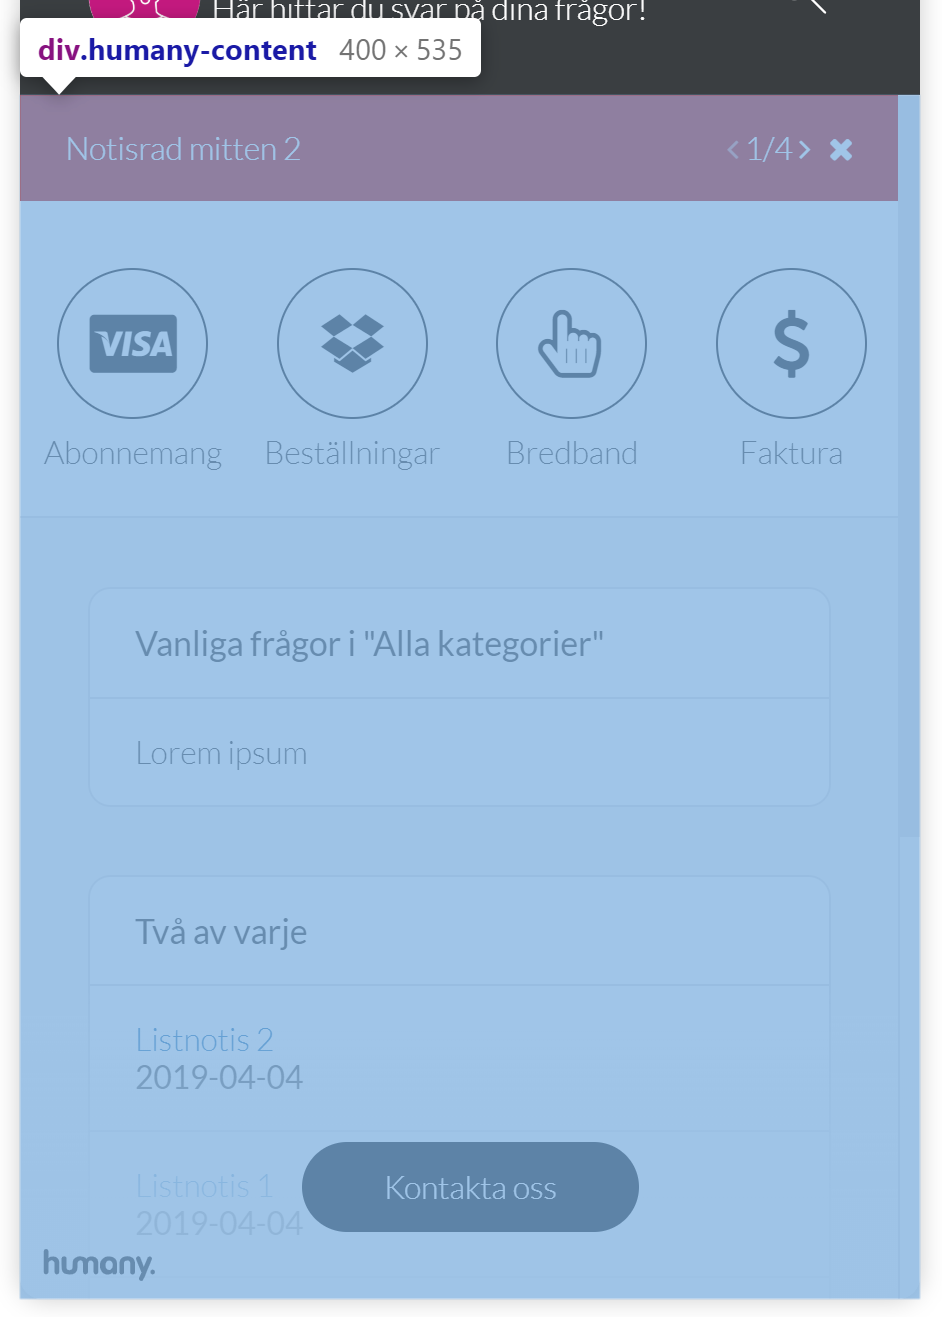 Här hittar du svar på dina frågor!
div.humany-content 400 × 535
Notisrad mitten 2 1/4
VISA
Abonnemang Beställningar Bredband Faktura
Vanliga frågor i "Alla kategorier"
Lorem ipsum
Två av varje
Listnotis 2
2019-04-04
Listnotis 1
2019-04-04
Kontakta oss
humany.